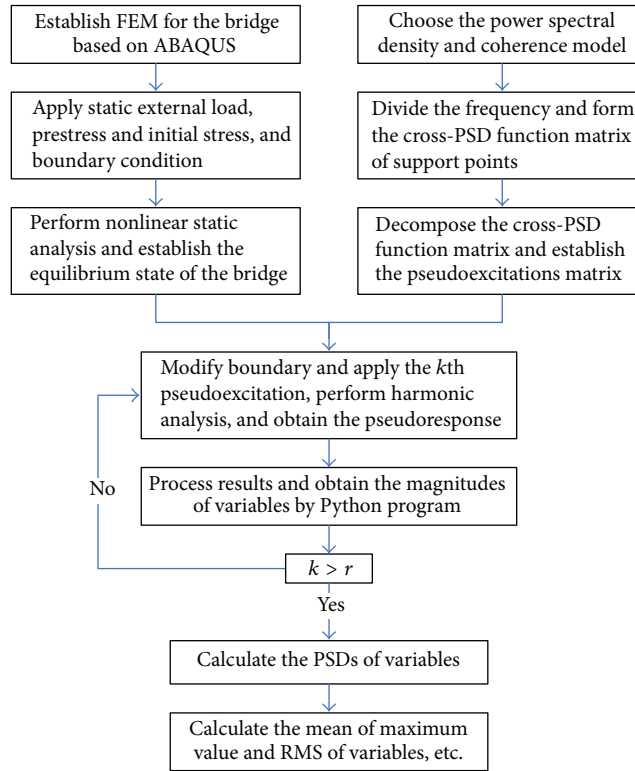 Establish FEM for the bridge
based on ABAQUS
Choose the power spectral
density and coherence model
Apply static external load,
prestress and initial stress, and
boundary condition
Divide the frequency and form
the cross-PSD function matrix
of support points
Perform nonlinear static
analysis and establish the
equilibrium state of the bridge
Decompose the cross-PSD
function matrix and establish
the pseudoexcitations matrix
Modify boundary and apply the kth
pseudoexcitation, perform harmonic
analysis, and obtain the pseudoresponse
No
Process results and obtain the magnitudes
of variables by Python program
k > r
Yes
Calculate the PSDs of variables
Calculate the mean of maximum
value and RMS of variables, etc.